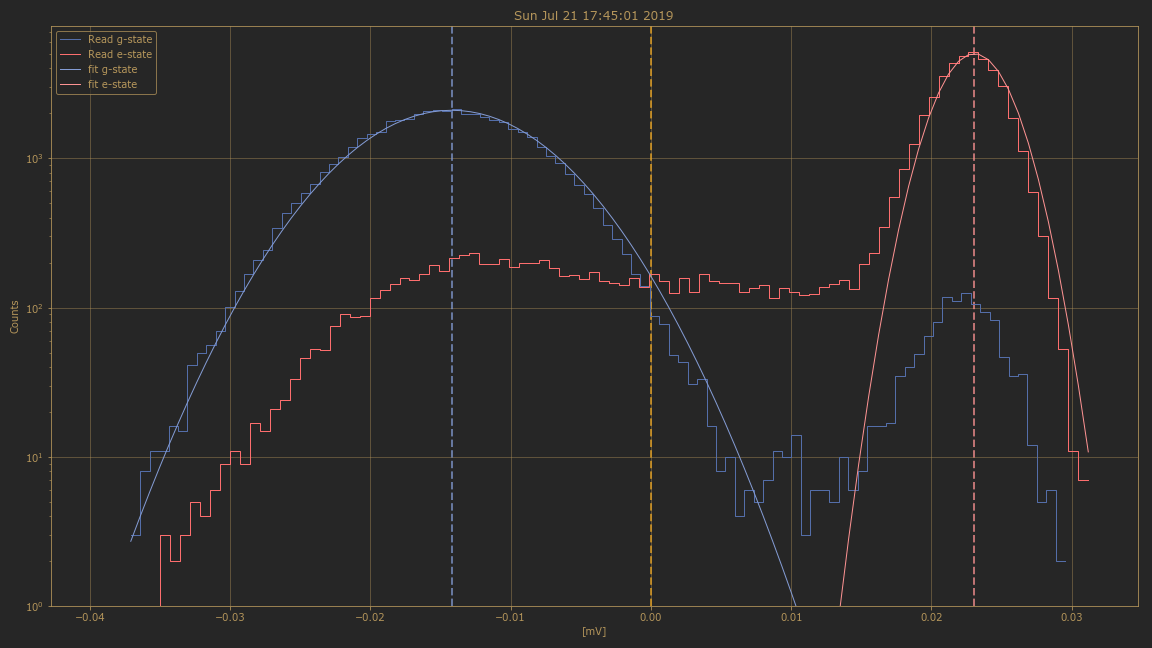 Sun Jul 21 17:45:01 2019
Read g-state
Read e-state
fit g-state
fit e-state
Counts
10³
10²
10¹
10⁰
−0.04 −0.03 −0.02 −0.01 0.00 0.01 0.02 0.03
[mV]